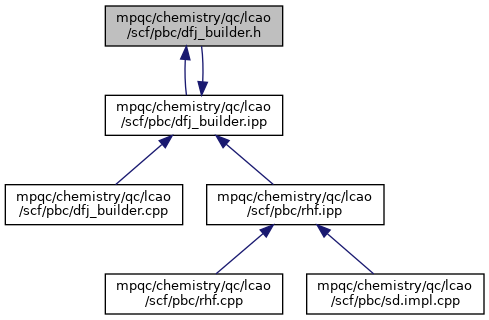 mpqc/chemistry/qc/lcao
/scf/pbc/dfj_builder.h
mpqc/chemistry/qc/lcao
/scf/pbc/dfj_builder.ipp
mpqc/chemistry/qc/lcao
/scf/pbc/dfj_builder.cpp
mpqc/chemistry/qc/lcao
/scf/pbc/rhf.ipp
mpqc/chemistry/qc/lcao
/scf/pbc/rhf.cpp
mpqc/chemistry/qc/lcao
/scf/pbc/sd.impl.cpp